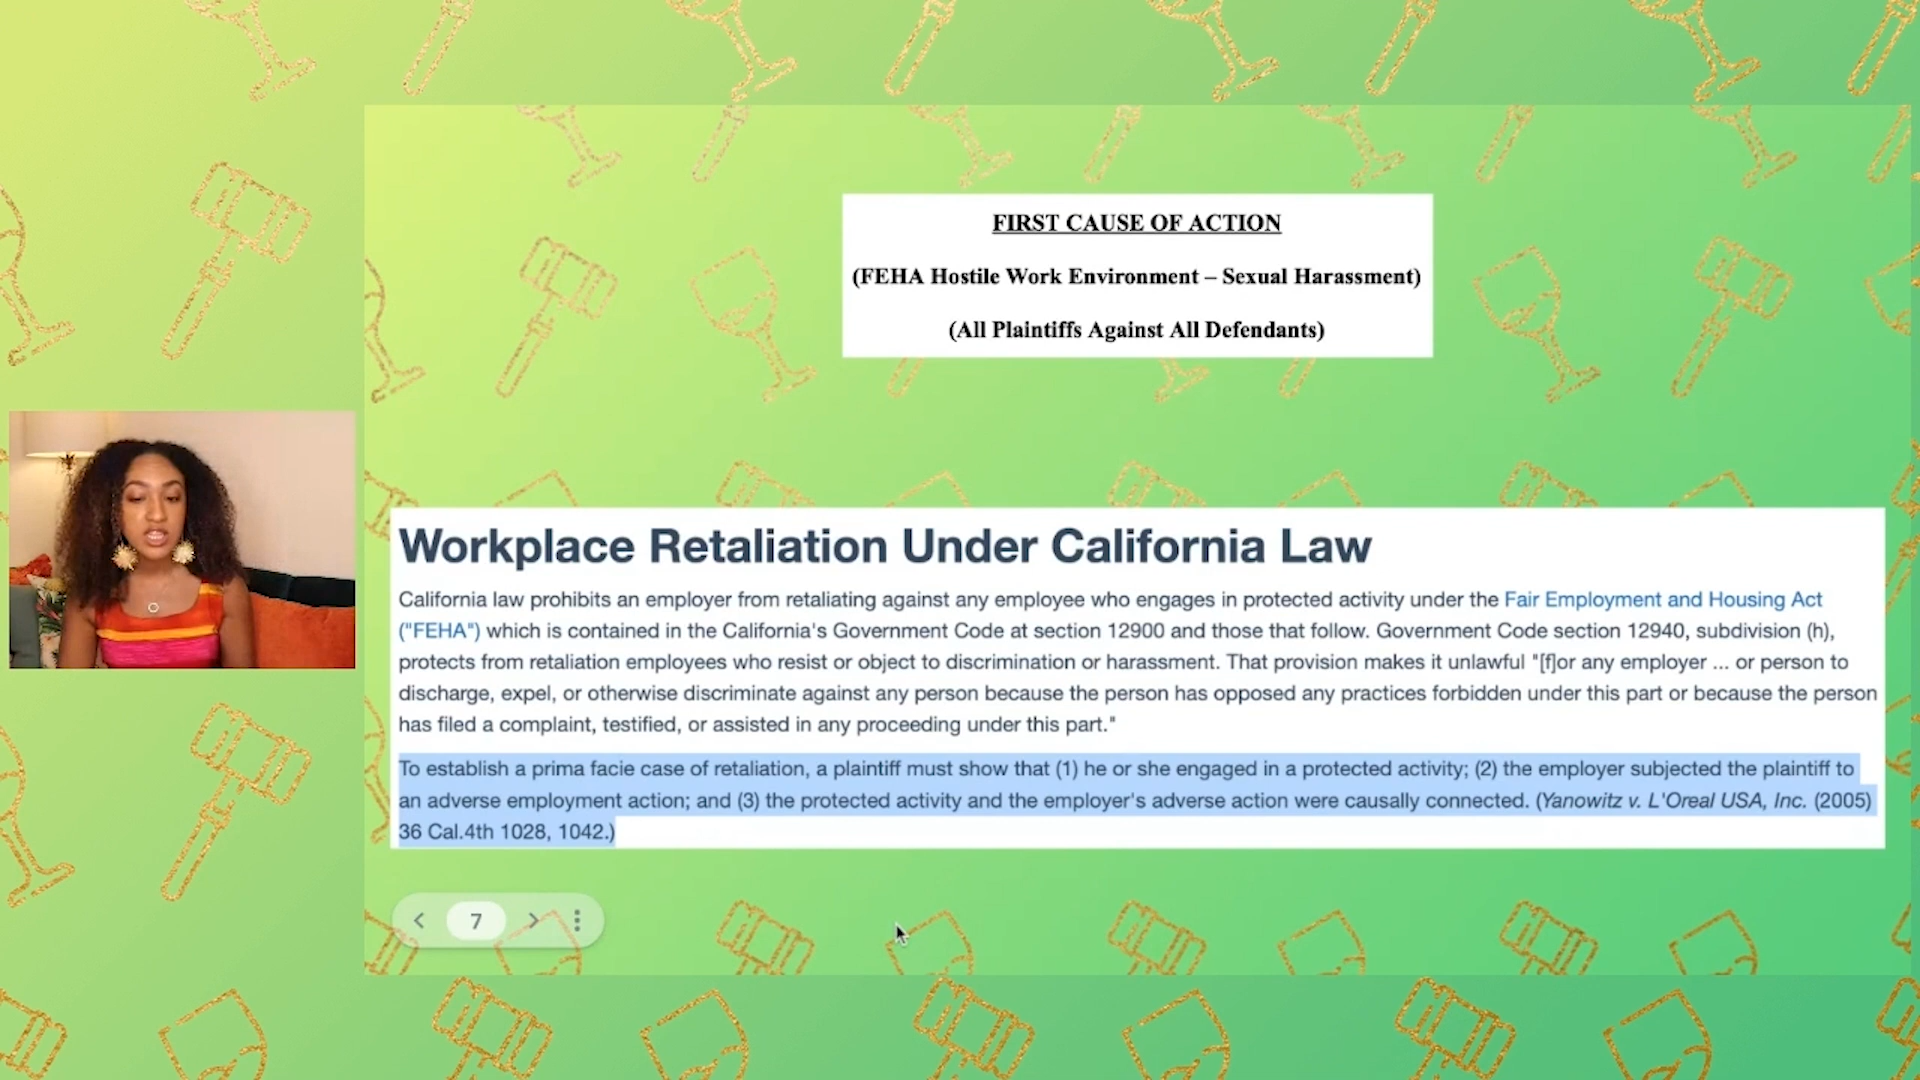 FIRST CAUSE OF ACTION
(FEHA Hostile Work Environment – Sexual Harassment)
(All Plaintiffs Against All Defendants)
Workplace Retaliation Under California Law
California law prohibits an employer from retaliating against any employee who engages in protected activity under the Fair Employment and Housing Act
("FEHA") which is contained in the California's Government Code at section 12900 and those that follow. Government Code section 12940, subdivision (h),
protects from retaliation employees who resist or object to discrimination or harassment. That provision makes it unlawful "[f]or any employer ... or person to
discharge, expel, or otherwise discriminate against any person because the person has opposed any practices forbidden under this part or because the person
has filed a complaint, testified, or assisted in any proceeding under this part."
To establish a prima facie case of retaliation, a plaintiff must show that (1) he or she engaged in a protected activity; (2) the employer subjected the plaintiff to
an adverse employment action; and (3) the protected activity and the employer's adverse action were causally connected. (Yanowitz v. L'Oreal USA, Inc. (2005)
36 Cal.4th 1028, 1042.)
7